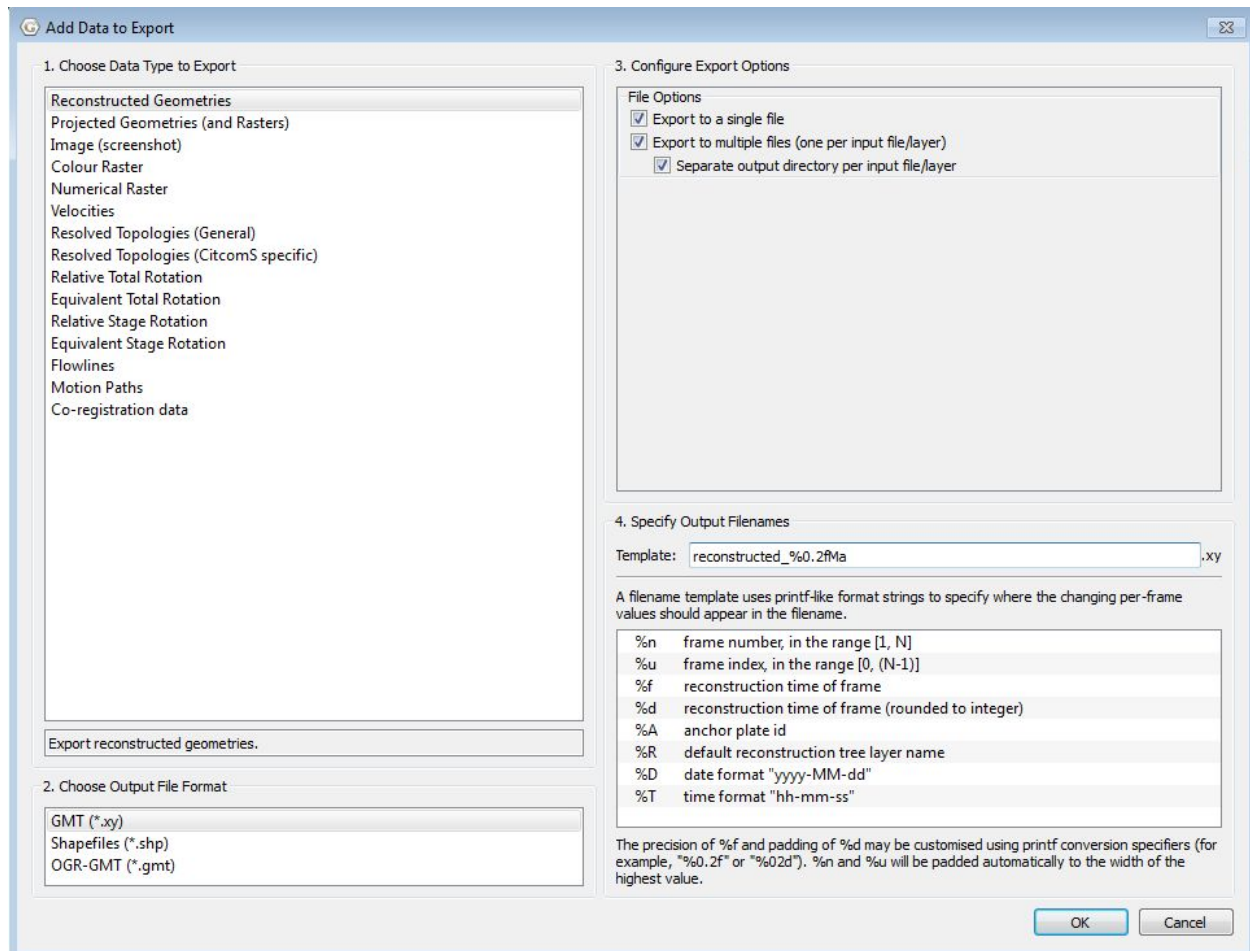 Add Data to Export
1. Choose Data Type to Export
Reconstructed Geometries
Projected Geometries (and Rasters)
Image (screenshot)
Colour Raster
Numerical Raster
Velocities
Resolved Topologies (General)
Resolved Topologies (CitcomS specific)
Relative Total Rotation
Equivalent Total Rotation
Relative Stage Rotation
Equivalent Stage Rotation
Flowlines
Motion Paths
Co-registration data
Export reconstructed geometries.
2. Choose Output File Format
GMT (*.xy)
Shapefiles (*.shp)
OGR-GMT (*.gmt)
3. Configure Export Options
File Options
Export to a single file
Export to multiple files (one per input file/layer)
Separate output directory per input file/layer
4. Specify Output Filenames
Template: reconstructed_%0.2fMa .xy
A filename template uses printf-like format strings to specify where the changing per-frame
values should appear in the filename.
%n frame number, in the range [1, N]
%u frame index, in the range [0, (N-1)]
%f reconstruction time of frame
%d reconstruction time of frame (rounded to integer)
%A anchor plate id
%R default reconstruction tree layer name
%D date format "yyyy-MM-dd"
%T time format "hh-mm-ss"
The precision of %f and padding of %d may be customised using printf conversion specifiers (for
example, "%0.2f" or "%02d"). %n and %u will be padded automatically to the width of the
highest value.
OK Cancel